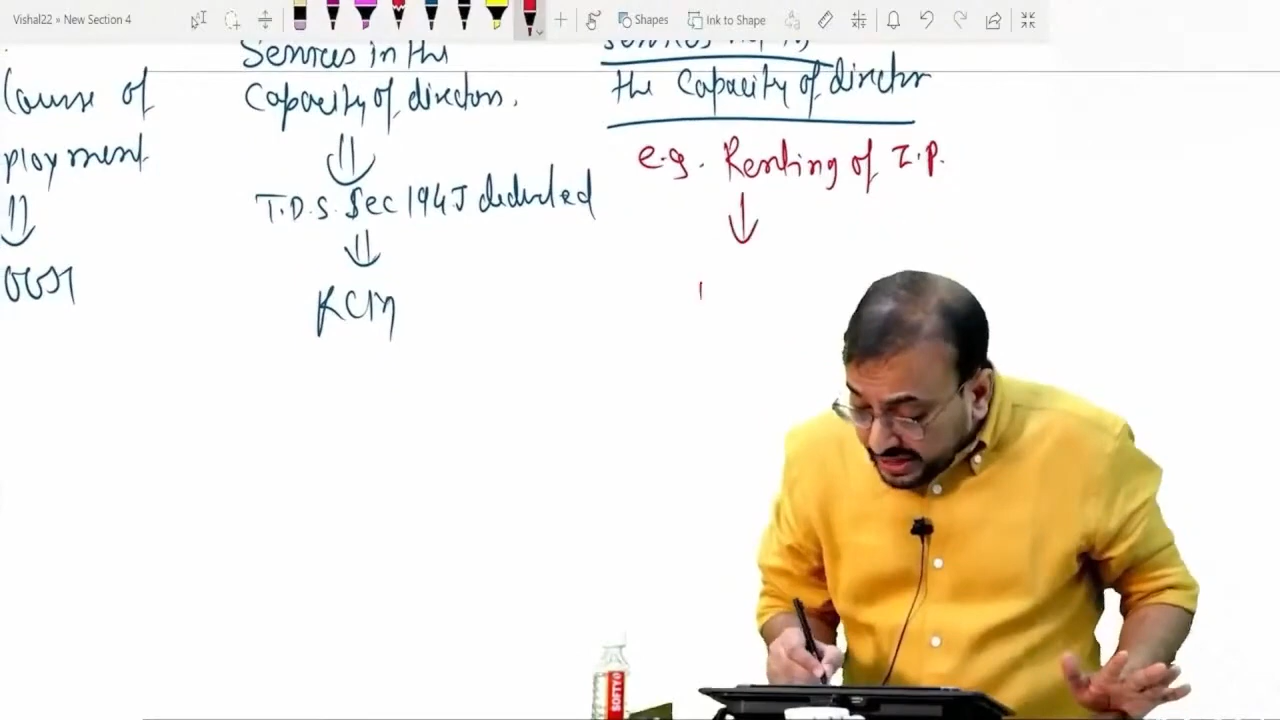 Vishal22 » New Section 4
Shapes
Ink to Shape
Course of
ployment
Services in the
Capacity of directors.
T.D.S. Sec 194J deducted
RCM
the Capacity of director
e.g. Renting of I.P.
SOFTY